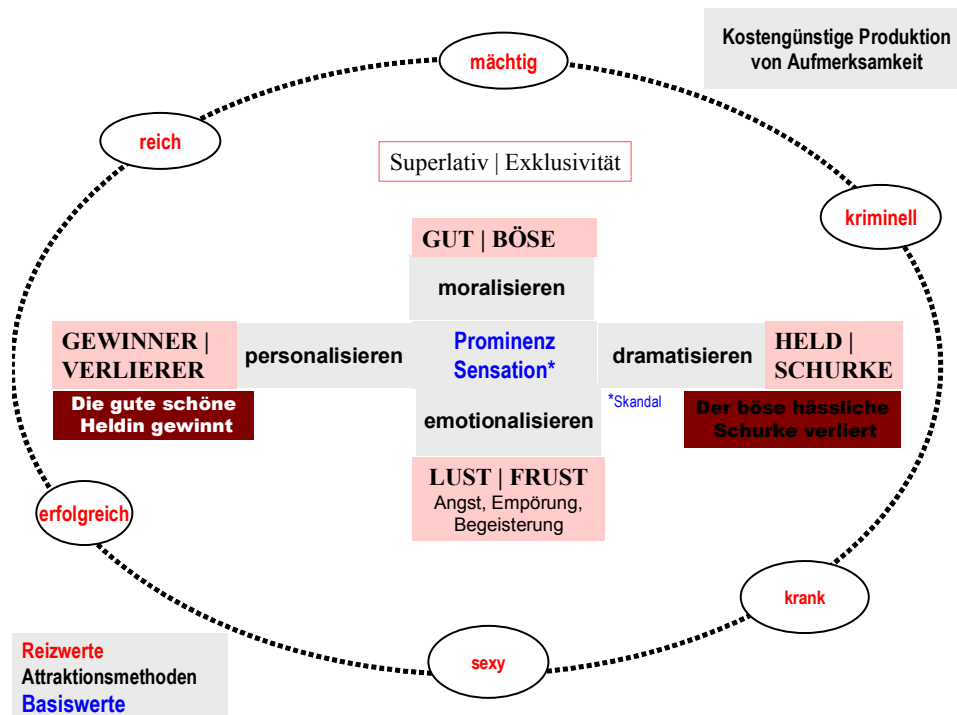 Kostengünstige Produktion
von Aufmerksamkeit
mächtig
reich
Superlativ | Exklusivität
kriminell
GUT | BÖSE
moralisieren
GEWINNER |
VERLIERER
personalisieren
Prominenz
Sensation*
dramatisieren
HELD |
SCHURKE
Die gute schöne
Heldin gewinnt
emotionalisieren
*Skandal
Der böse hässliche
Schurke verliert
LUST | FRUST
Angst, Empörung,
Begeisterung
erfolgreich
krank
sexy
Reizwerte
Attraktionsmethoden
Basiswerte